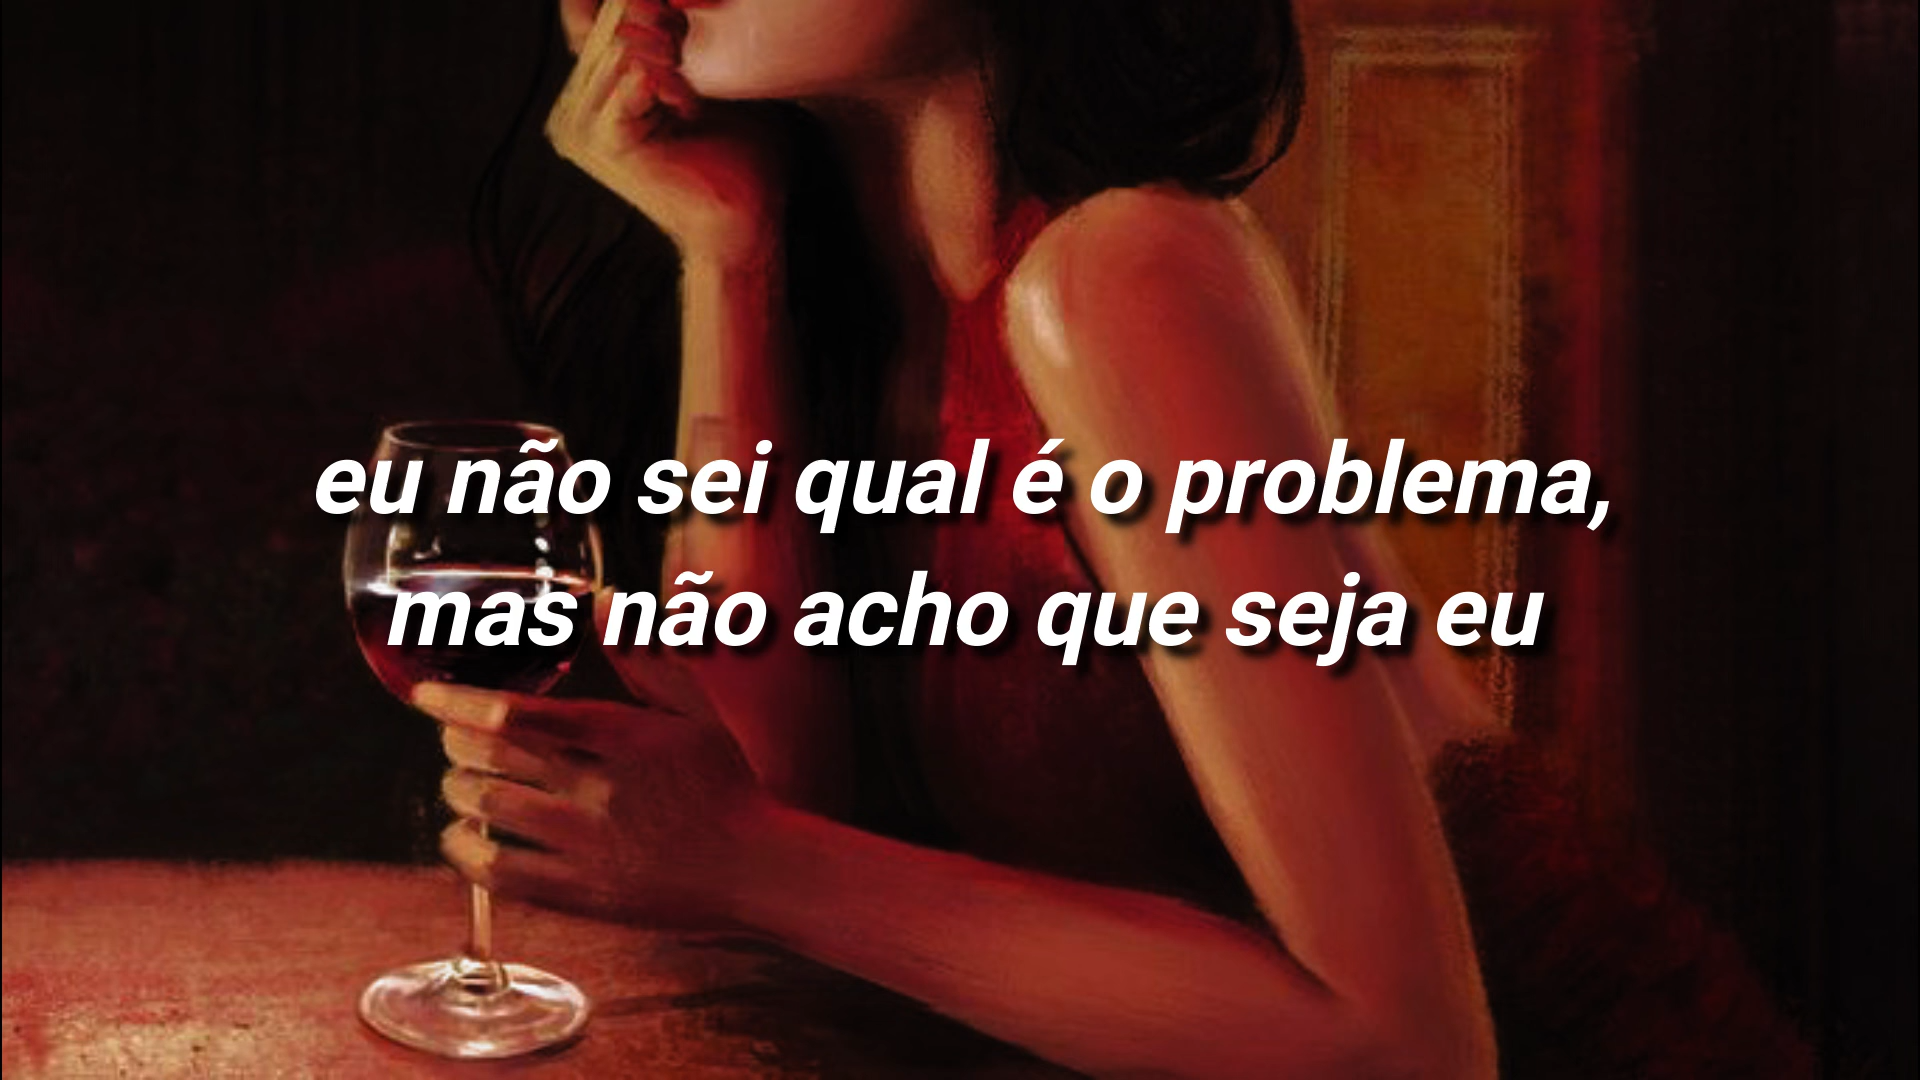 eu não sei qual é o problema,
mas não acho que seja eu